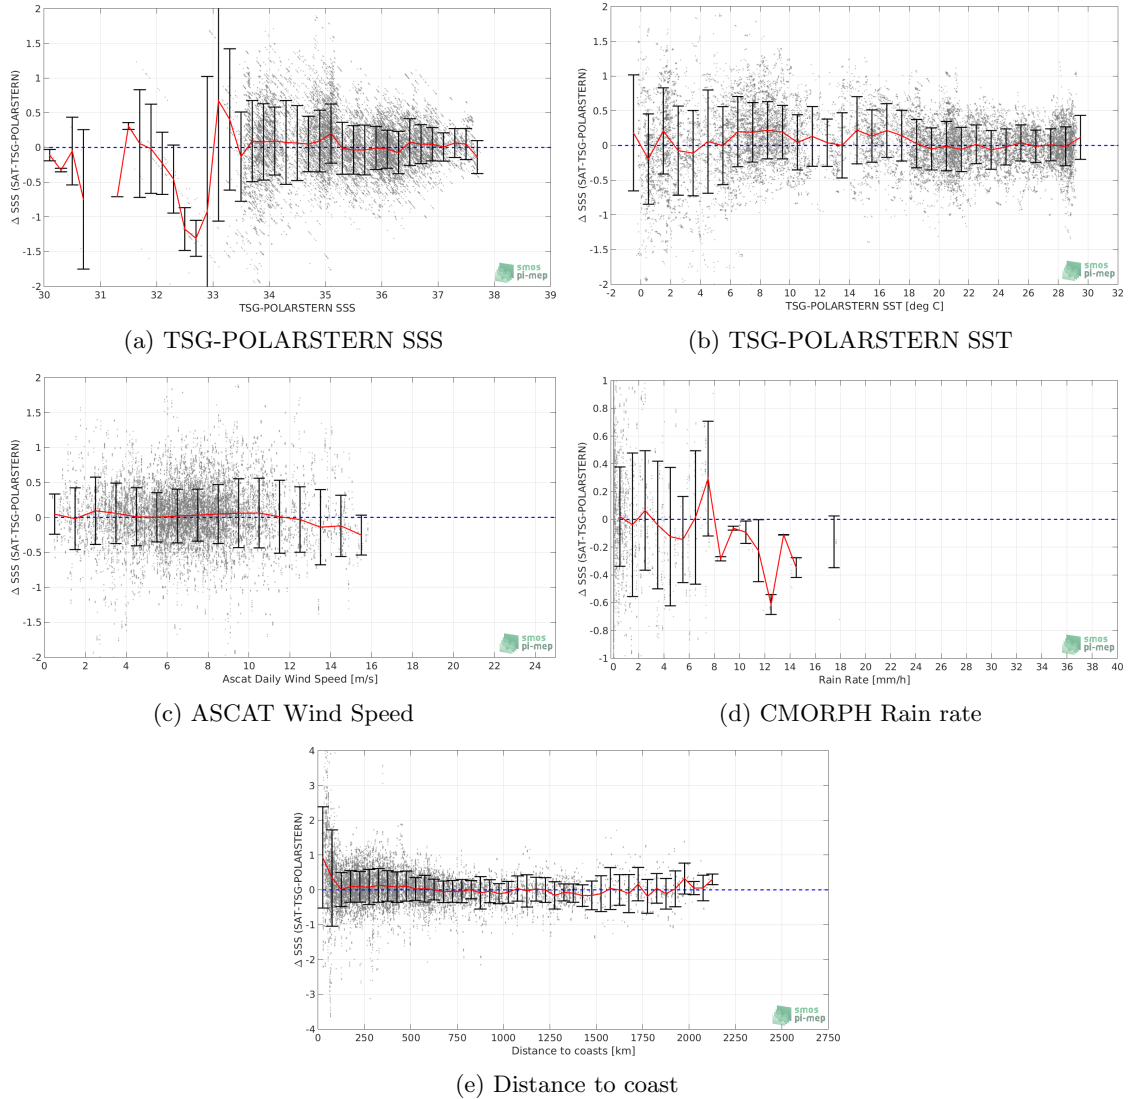 2
1.5
1
0.5
0
-0.5
-1
-1.5
-2
Δ SSS (SAT-TSG-POLARSTERN)
30 31 32 33 34 35 36 37 38 39
TSG-POLARSTERN SSS
smos
pi-mep
(a) TSG-POLARSTERN SSS
2
1.5
1
0.5
0
-0.5
-1
-1.5
-2
Δ SSS (SAT-TSG-POLARSTERN)
-2 0 2 4 6 8 10 12 14 16 18 20 22 24 26 28 30 32
TSG-POLARSTERN SST [deg C]
smos
pi-mep
(b) TSG-POLARSTERN SST
2
1.5
1
0.5
0
-0.5
-1
-1.5
-2
Δ SSS (SAT-TSG-POLARSTERN)
0 2 4 6 8 10 12 14 16 18 20 22 24
Ascat Daily Wind Speed [m/s]
smos
pi-mep
(c) ASCAT Wind Speed
1
0.8
0.6
0.4
0.2
0
-0.2
-0.4
-0.6
-0.8
-1
Δ SSS (SAT-TSG-POLARSTERN)
0 2 4 6 8 10 12 14 16 18 20 22 24 26 28 30 32 34 36 38 40
Rain Rate [mm/h]
smos
pi-mep
(d) CMORPH Rain rate
4
3
2
1
0
-1
-2
-3
-4
Δ SSS (SAT-TSG-POLARSTERN)
0 250 500 750 1000 1250 1500 1750 2000 2250 2500 2750
Distance to coasts [km]
smos
pi-mep
(e) Distance to coast